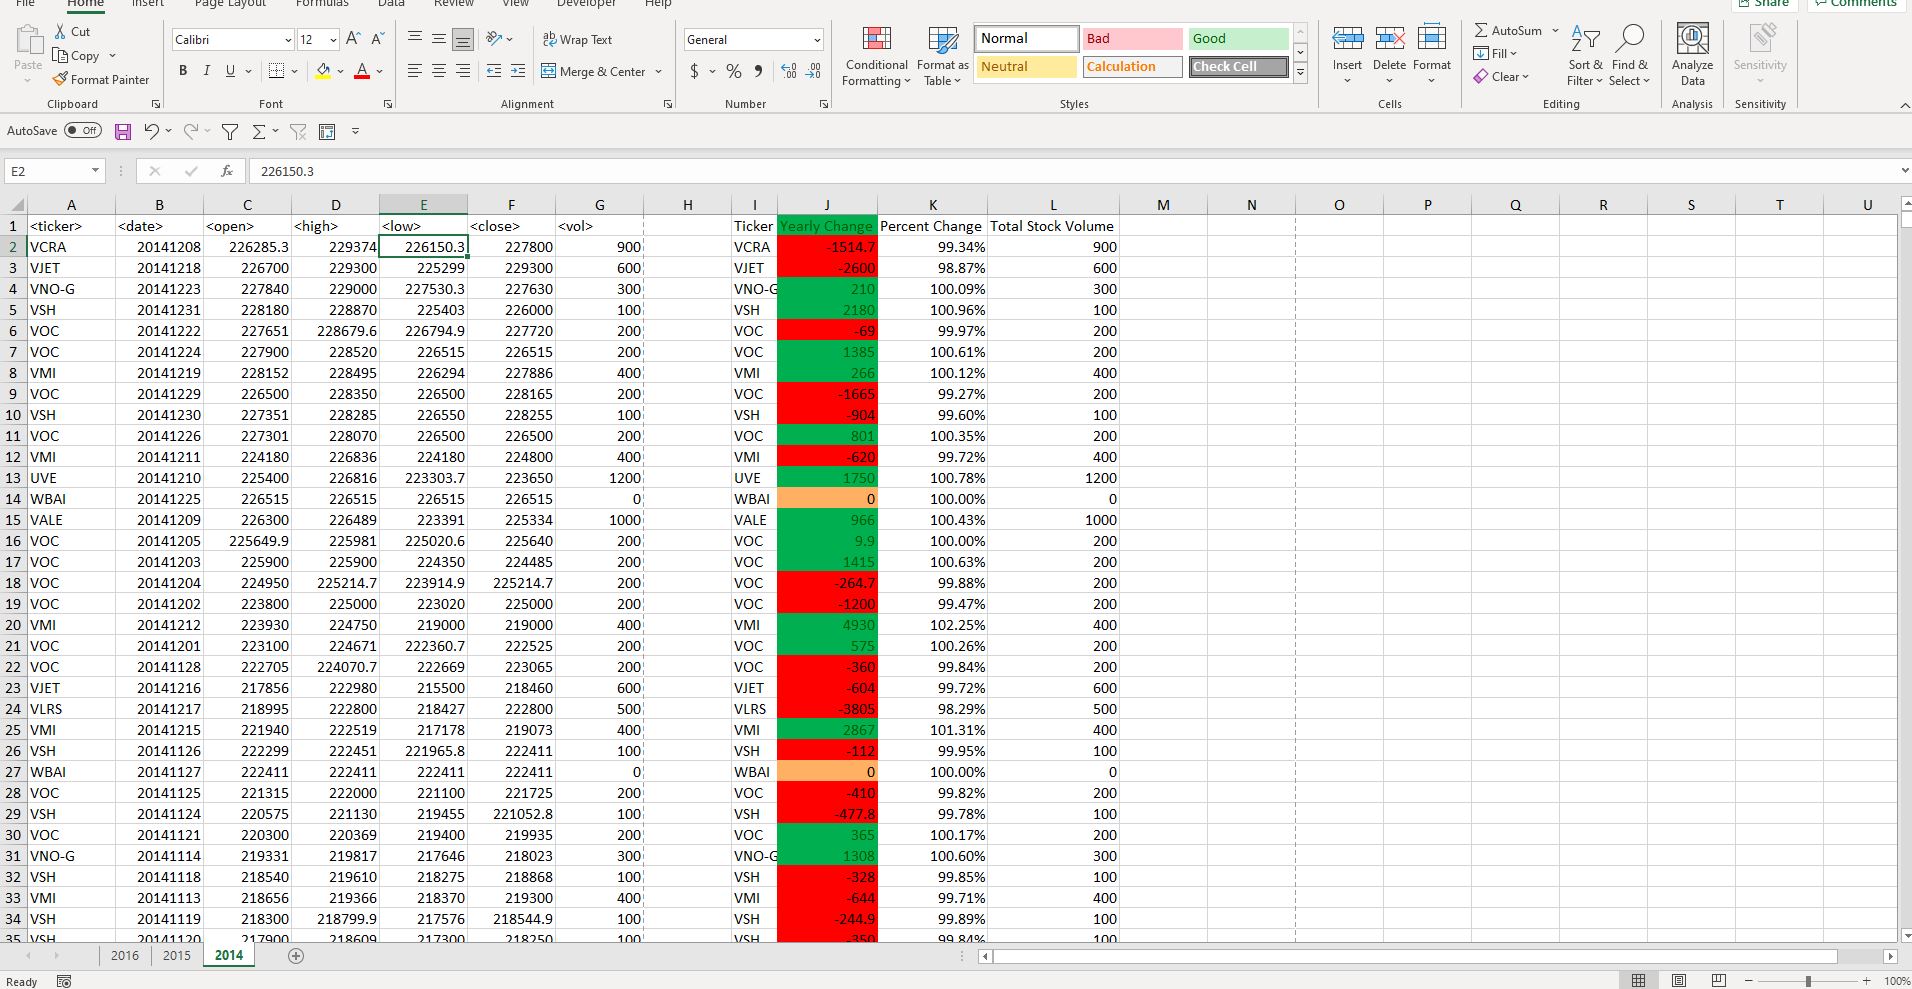 File Home Insert Page Layout Formulas Data Review View Developer Help Share Comments
Paste Cut Calibri 12 Wrap Text General Normal Bad Good AutoSum
Copy Conditional Formatting Format as Table Neutral Calculation Check Cell Insert Delete Format Fill Sort & Filter Find & Select Analyze Data Sensitivity
Format Painter B I U A Merge & Center $ % Clear
Clipboard Font Alignment Number Styles Cells Editing Analysis Sensitivity
AutoSave Off
E2 fx 226150.3
A B C D E F G H I J K L M N O P Q R S T U
1 <ticker> <date> <open> <high> <low> <close> <vol> Ticker Yearly Change Percent Change Total Stock Volume
2 VCRA 20141208 226285.3 229374 226150.3 227800 900 VCRA -1514.7 99.34% 900
3 VJET 20141218 226700 229300 225299 229300 600 VJET -2600 98.87% 600
4 VNO-G 20141223 227840 229000 227530.3 227630 300 VNO-G 210 100.09% 300
5 VSH 20141231 228180 228870 225403 226000 100 VSH 2180 100.96% 100
6 VOC 20141222 227651 228679.6 226794.9 227720 200 VOC -69 99.97% 200
7 VOC 20141224 227900 228520 226515 226515 200 VOC 1385 100.61% 200
8 VMI 20141219 228152 228495 226294 227886 400 VMI 266 100.12% 400
9 VOC 20141229 226500 228350 226500 228165 200 VOC -1665 99.27% 200
10 VSH 20141230 227351 228285 226550 228255 100 VSH -904 99.60% 100
11 VOC 20141226 227301 228070 226500 226500 200 VOC 801 100.35% 200
12 VMI 20141211 224180 226836 224180 224800 400 VMI -620 99.72% 400
13 UVE 20141210 225400 226816 223303.7 223650 1200 UVE 1750 100.78% 1200
14 WBAI 20141225 226515 226515 226515 226515 0 WBAI 0 100.00% 0
15 VALE 20141209 226300 226489 223391 225334 1000 VALE 966 100.43% 1000
16 VOC 20141205 225649.9 225981 225020.6 225640 200 VOC 9.9 100.00% 200
17 VOC 20141203 225900 225900 224350 224485 200 VOC 1415 100.63% 200
18 VOC 20141204 224950 225214.7 223914.9 225214.7 200 VOC -264.7 99.88% 200
19 VOC 20141202 223800 225000 223020 225000 200 VOC -1200 99.47% 200
20 VMI 20141212 223930 224750 219000 219000 400 VMI 4930 102.25% 400
21 VOC 20141201 223100 224671 222360.7 222525 200 VOC 575 100.26% 200
22 VOC 20141128 222705 224070.7 222669 223065 200 VOC -360 99.84% 200
23 VJET 20141216 217856 222980 215500 218460 600 VJET -604 99.72% 600
24 VLRS 20141217 218995 222800 218427 222800 500 VLRS -3805 98.29% 500
25 VMI 20141215 221940 222519 217178 219073 400 VMI 2867 101.31% 400
26 VSH 20141126 222299 222451 221965.8 222411 100 VSH -112 99.95% 100
27 WBAI 20141127 222411 222411 222411 222411 0 WBAI 0 100.00% 0
28 VOC 20141125 221315 222000 221100 221725 200 VOC -410 99.82% 200
29 VSH 20141124 220575 221130 219455 221052.8 100 VSH -477.8 99.78% 100
30 VOC 20141121 220300 220369 219400 219935 200 VOC 365 100.17% 200
31 VNO-G 20141114 219331 219817 217646 218023 300 VNO-G 1308 100.60% 300
32 VSH 20141118 218540 219610 218275 218868 100 VSH -328 99.85% 100
33 VMI 20141113 218656 219366 218370 219300 400 VMI -644 99.71% 400
34 VSH 20141119 218300 218799.9 217576 218544.9 100 VSH -244.9 99.89% 100
35 VSH 20141120 217900 218609 217300 218250 100 VSH -350 99.84% 100
2016 2015 2014
Ready 100%